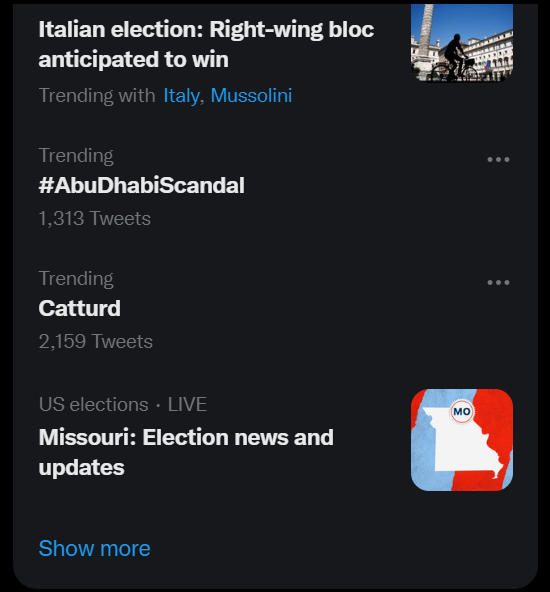 Italian election: Right-wing bloc
anticipated to win
Trending with Italy, Mussolini
Trending
#AbuDhabiScandal
1,313 Tweets
Trending
Catturd
2,159 Tweets
US elections · LIVE
Missouri: Election news and
updates
MO
Show more